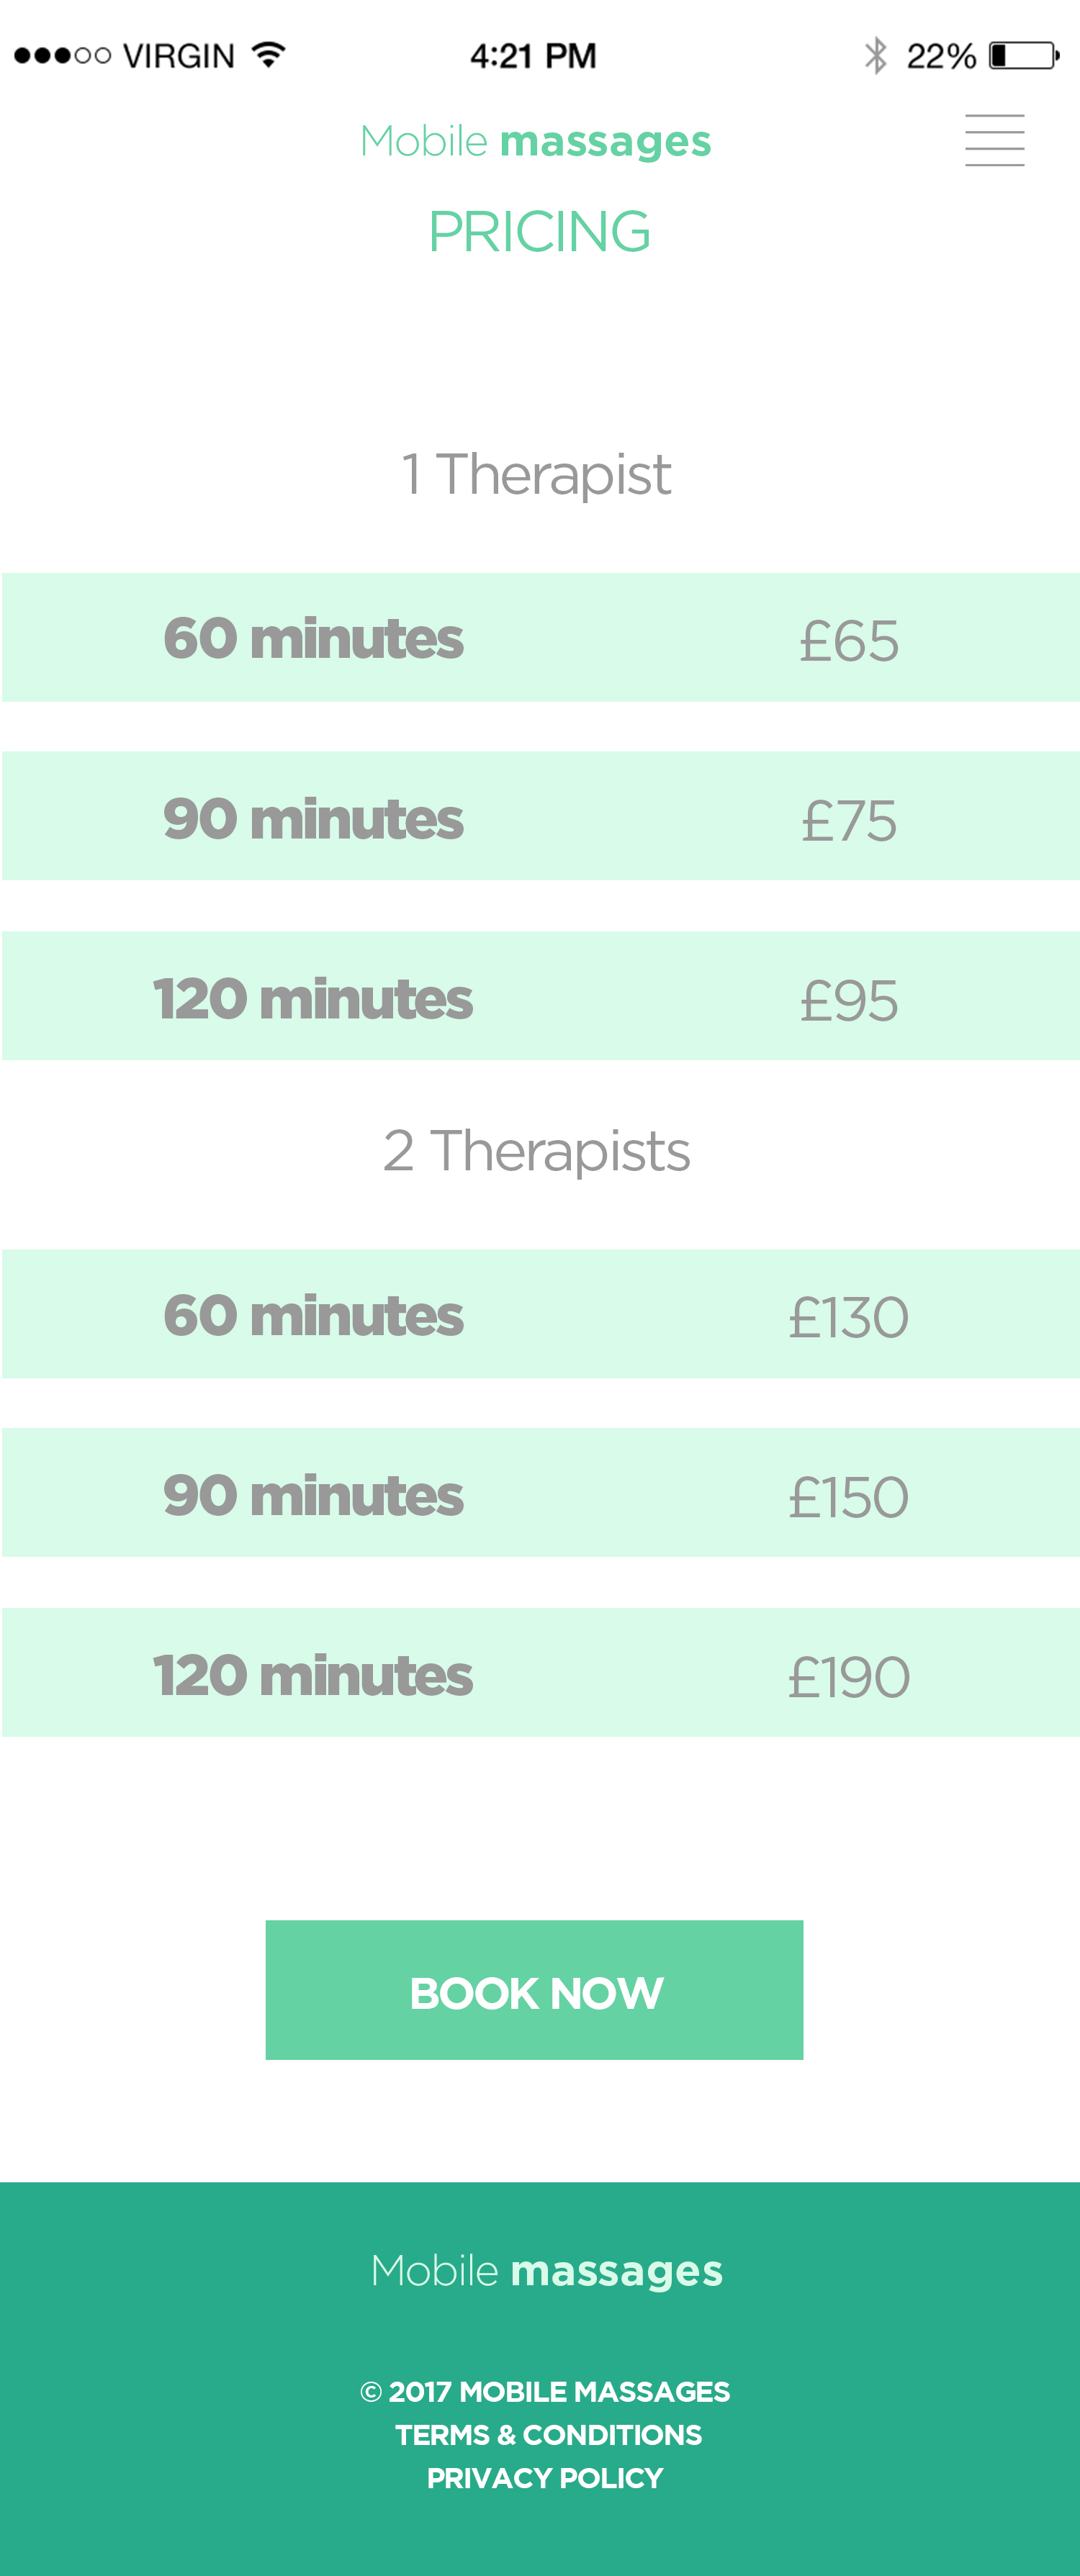 VIRGIN 4:21 PM 22%
Mobile massages
PRICING
1 Therapist
60 minutes £65
90 minutes £75
120 minutes £95
2 Therapists
60 minutes £130
90 minutes £150
120 minutes £190
BOOK NOW
Mobile massages
© 2017 MOBILE MASSAGES
TERMS & CONDITIONS
PRIVACY POLICY